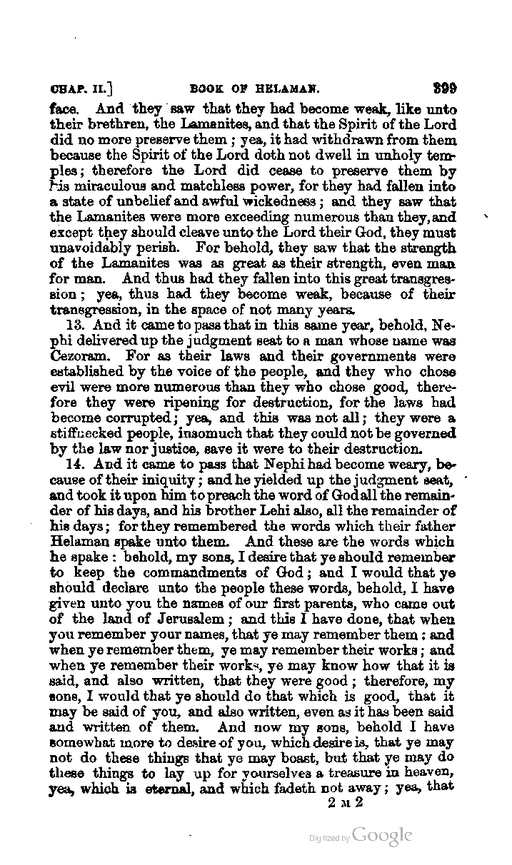 CHAP. II.] BOOK OF HELAMAN. 399
face. And they saw that they had become weak, like unto
their brethren, the Lamanites, and that the Spirit of the Lord
did no more preserve them; yea, it had withdrawn from them
because the Spirit of the Lord doth not dwell in unholy tem-
ples; therefore the Lord did cease to preserve them by
his miraculous and matchless power, for they had fallen into
a state of unbelief and awful wickedness; and they saw that
the Lamanites were more exceeding numerous than they, and
except they should cleave unto the Lord their God, they must
unavoidably perish. For behold, they saw that the strength
of the Lamanites was as great as their strength, even man
for man. And thus had they fallen into this great transgres-
sion; yea, thus had they become weak, because of their
transgression, in the space of not many years.
13. And it came to pass that in this same year, behold, Ne-
phi delivered up the judgment seat to a man whose name was
Cezoram. For as their laws and their governments were
established by the voice of the people, and they who chose
evil were more numerous than they who chose good, there-
fore they were ripening for destruction, for the laws had
become corrupted; yea, and this was not all; they were a
stiffnecked people, insomuch that they could not be governed
by the law nor justice, save it were to their destruction.
14. And it came to pass that Nephi had become weary, be-
cause of their iniquity; and he yielded up the judgment seat,
and took it upon him to preach the word of God all the remain-
der of his days, and his brother Lehi also, all the remainder of
his days; for they remembered the words which their father
Helaman spake unto them. And these are the words which
he spake: behold, my sons, I desire that ye should remember
to keep the commandments of God; and I would that ye
should declare unto the people these words, behold, I have
given unto you the names of our first parents, who came out
of the land of Jerusalem; and this I have done, that when
you remember your names, that ye may remember them: and
when ye remember them, ye may remember their works; and
when ye remember their works, ye may know how that it is
said, and also written, that they were good; therefore, my
sons, I would that ye should do that which is good, that it
may be said of you, and also written, even as it has been said
and written of them. And now my sons, behold I have
somewhat more to desire of you, which desire is, that ye may
not do these things that ye may boast, but that ye may do
these things to lay up for yourselves a treasure in heaven,
yea, which is eternal, and which fadeth not away; yea, that
2 M 2
Digitized by Google